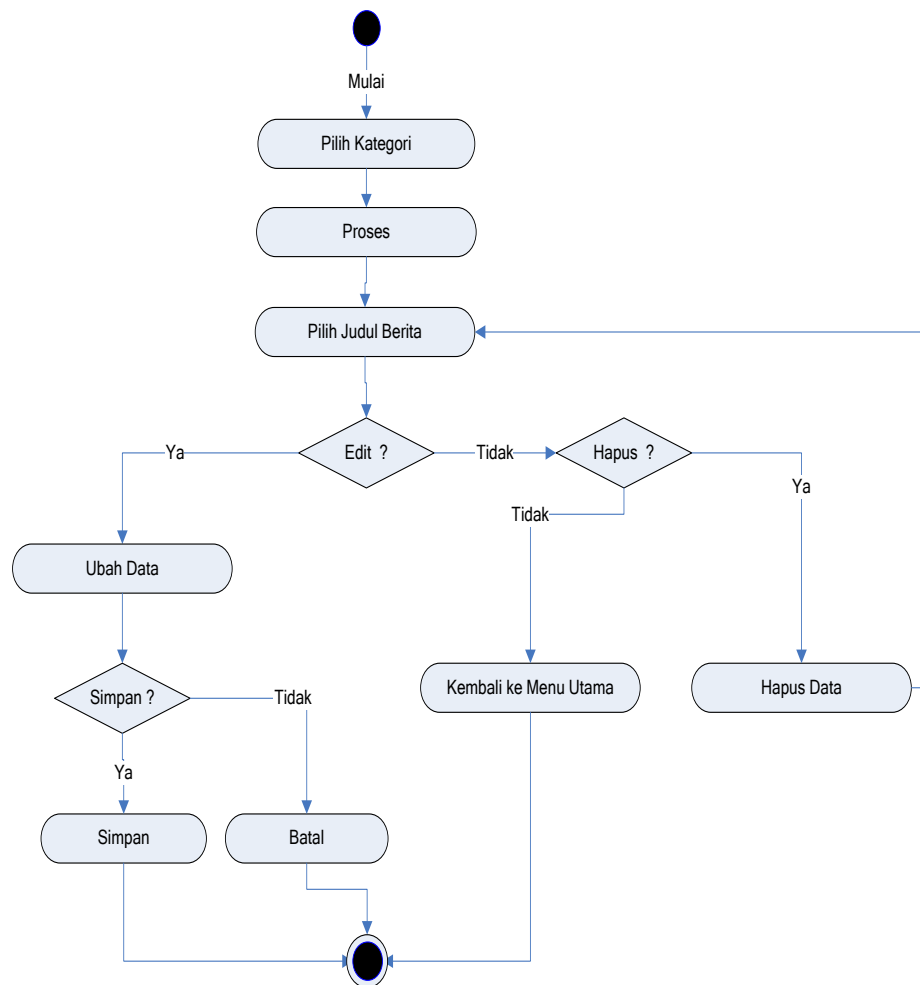 Mulai
Pilih Kategori
Proses
Pilih Judul Berita
Ya
Edit ?
Tidak
Hapus ?
Ya
Tidak
Ubah Data
Simpan ?
Tidak
Kembali ke Menu Utama
Hapus Data
Ya
Simpan
Batal